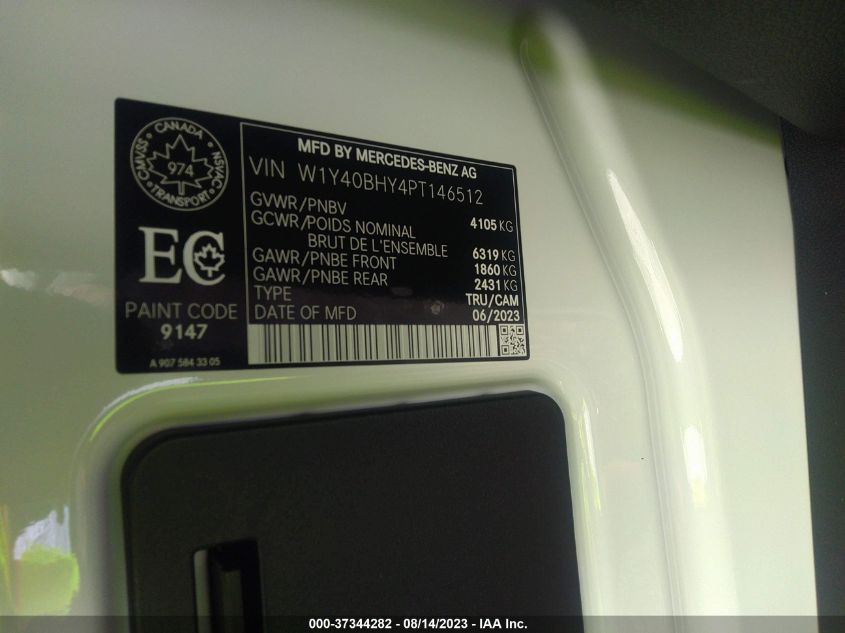 CANADA
CMVSS
NSVAC
974
TRANSPORT
EC
PAINT CODE
9147
A 907 584 33 05
MFD BY MERCEDES-BENZ AG
VIN W1Y40BHY4PT146512
GVWR/PNBV 4105 KG
GCWR/POIDS NOMINAL
BRUT DE L'ENSEMBLE 6319 KG
GAWR/PNBE FRONT 1860 KG
GAWR/PNBE REAR 2431 KG
TYPE TRU/CAM
DATE OF MFD 06/2023
000-37344282 - 08/14/2023 - IAA Inc.